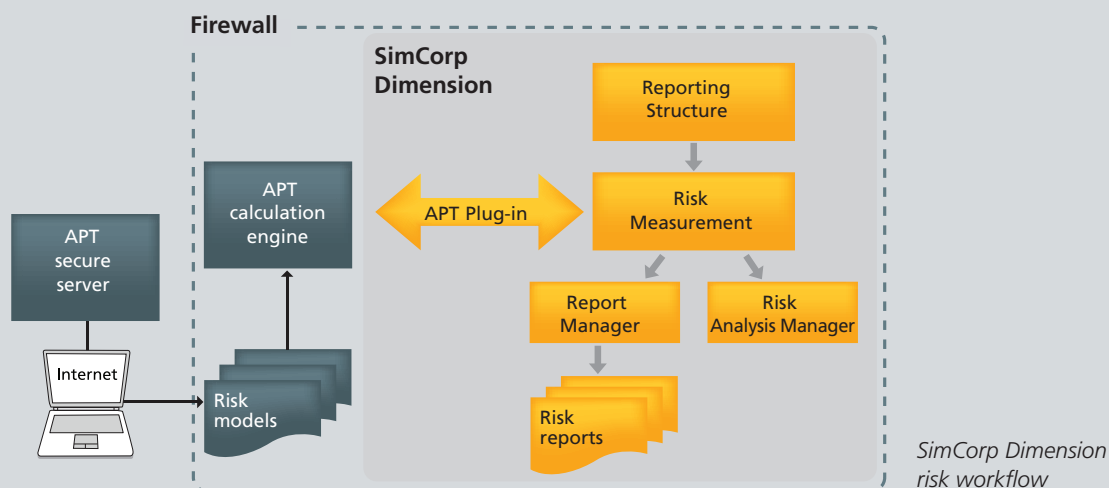 Firewall
SimCorp
Dimension
Reporting
Structure
APT
calculation
engine
APT Plug-in
Risk
Measurement
APT
secure
server
Report
Manager
Risk
Analysis Manager
Internet
Risk
models
Risk
reports
SimCorp Dimension
risk workflow